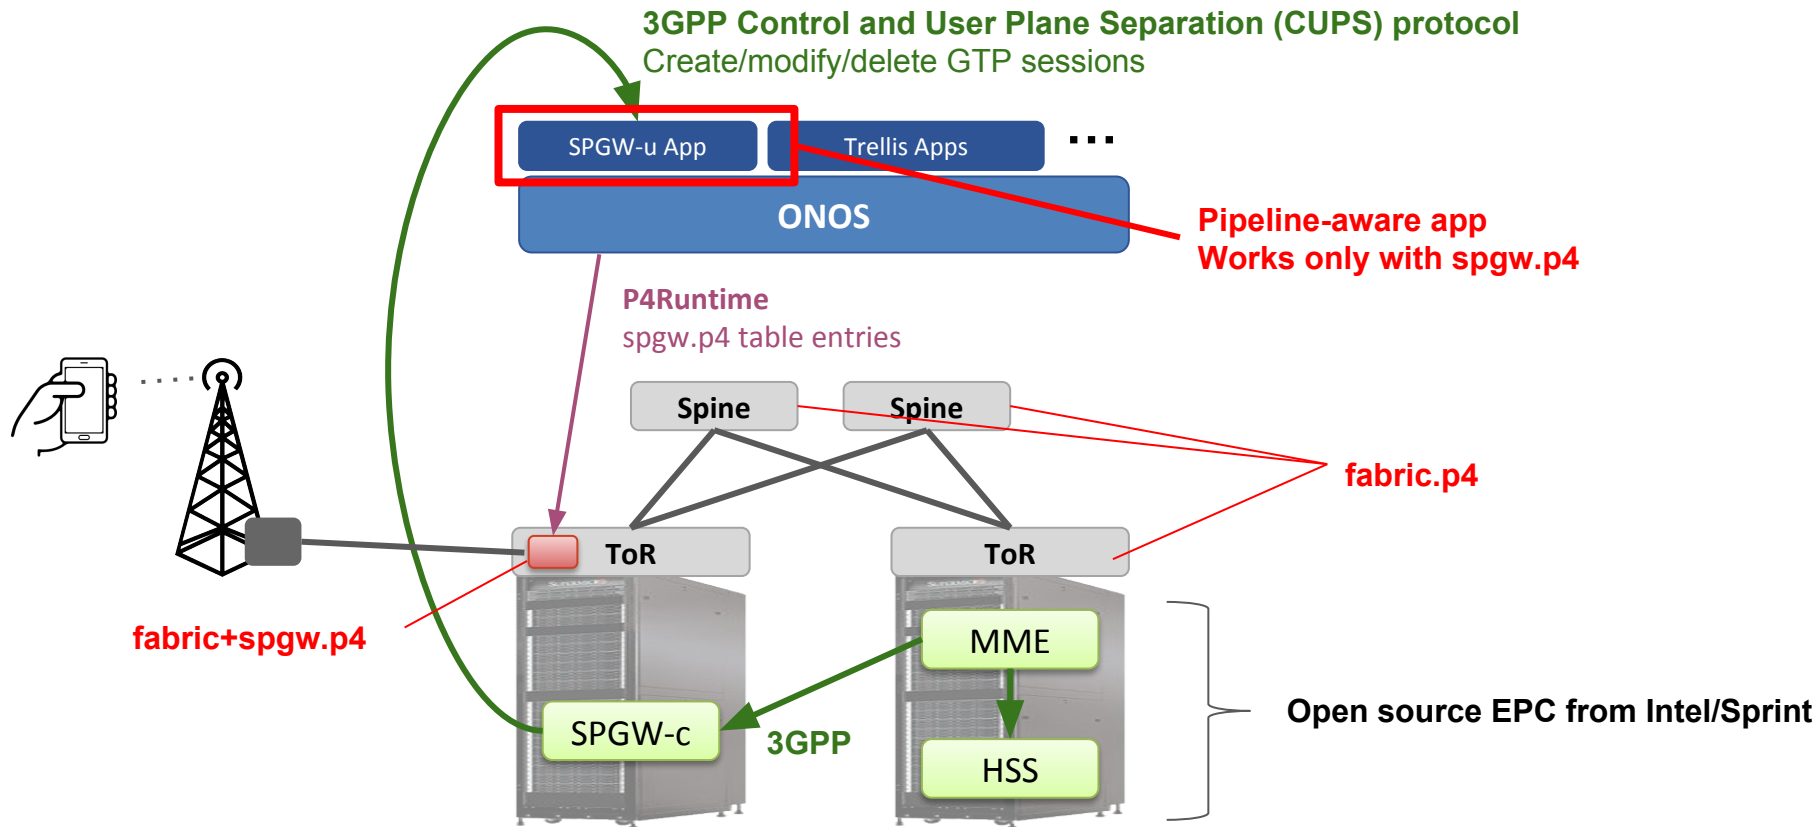 3GPP Control and User Plane Separation (CUPS) protocol
Create/modify/delete GTP sessions
SPGW-u App
Trellis Apps
...
ONOS
Pipeline-aware app
Works only with spgw.p4
P4Runtime
spgw.p4 table entries
Spine
Spine
fabric.p4
ToR
ToR
fabric+spgw.p4
MME
SPGW-c
3GPP
HSS
Open source EPC from Intel/Sprint